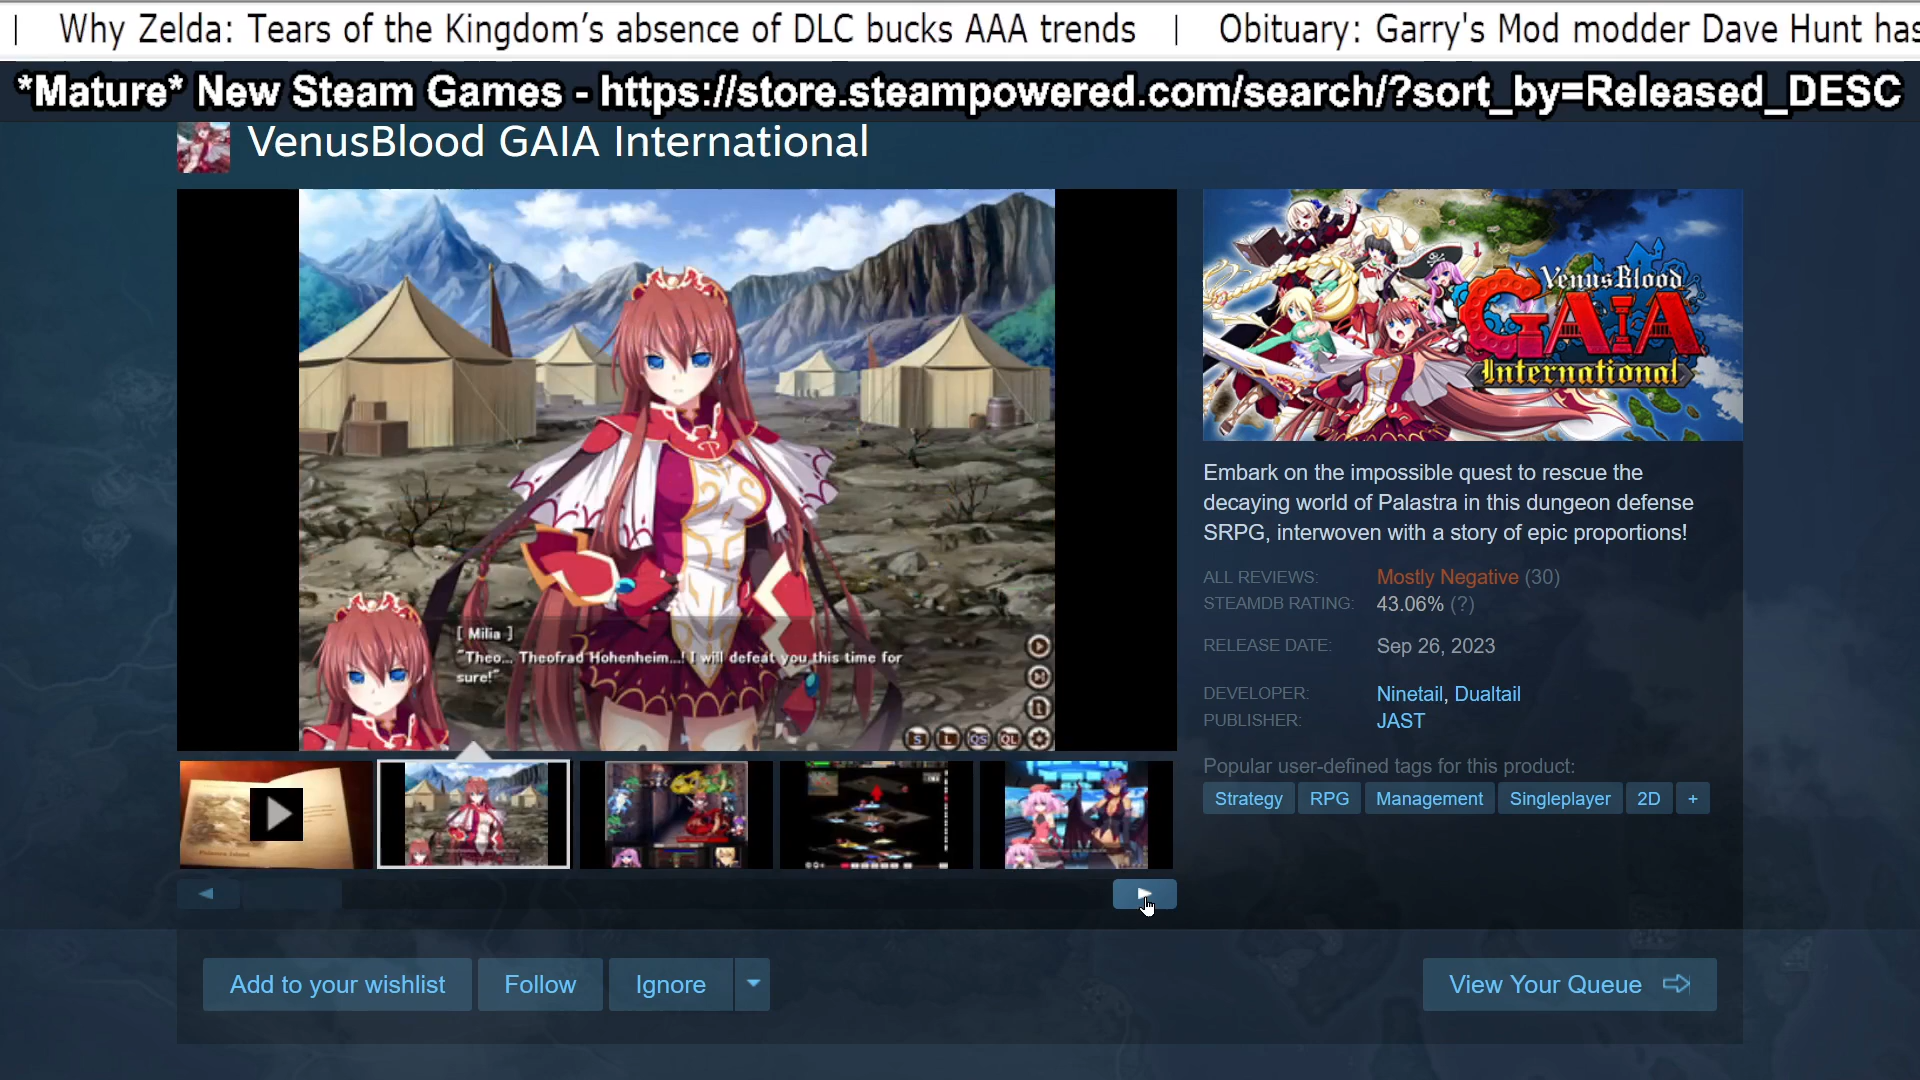 | Why Zelda: Tears of the Kingdom’s absence of DLC bucks AAA trends | Obituary: Garry's Mod modder Dave Hunt has
*Mature* New Steam Games - https://store.steampowered.com/search/?sort_by=Released_DESC
VenusBlood GAIA International
VenusBlood
GAIA
International
Embark on the impossible quest to rescue the
decaying world of Palastra in this dungeon defense
SRPG, interwoven with a story of epic proportions!
ALL REVIEWS: Mostly Negative (30)
STEAMDB RATING: 43.06% (?)
RELEASE DATE: Sep 26, 2023
DEVELOPER: Ninetail, Dualtail
PUBLISHER: JAST
Popular user-defined tags for this product:
Strategy RPG Management Singleplayer 2D +
[ Milia ]
"Theo... Theofrad Hohenheim...! I will defeat you this time for
sure!"
S L QS QL
Add to your wishlist Follow Ignore View Your Queue